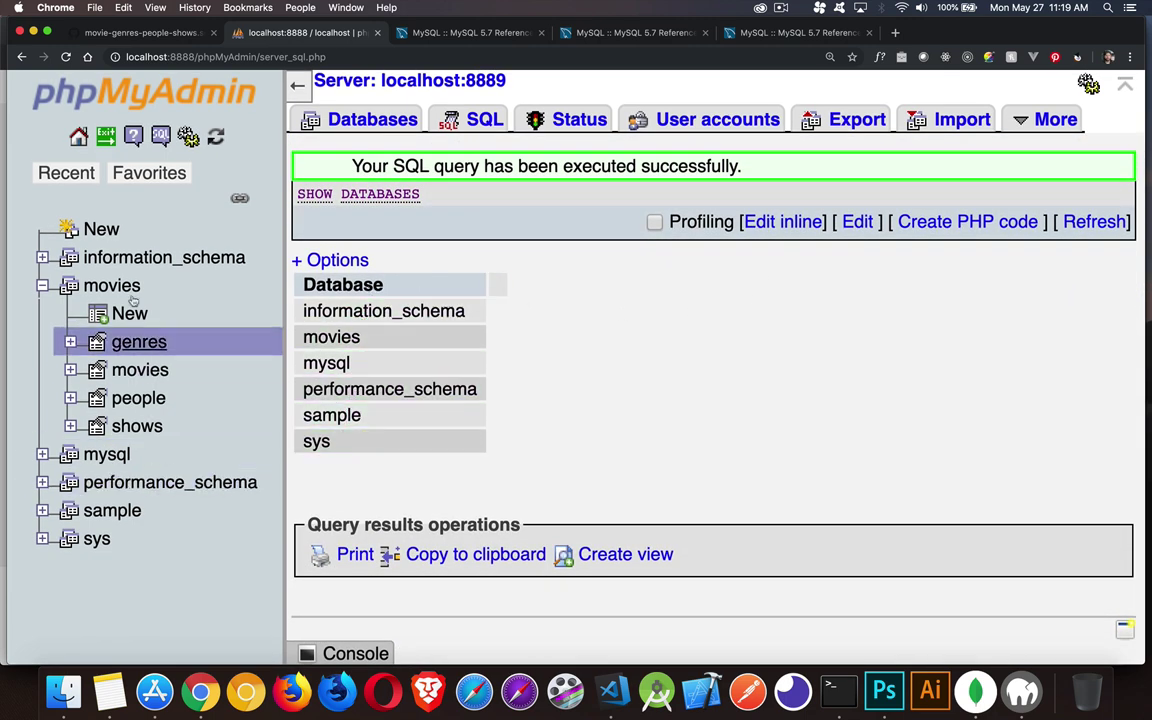 Chrome File Edit View History Bookmarks People Window Help 100% Mon May 27 11:19 AM
movie-genres-people-shows.s localhost:8888 / localhost | ph MySQL :: MySQL 5.7 Referenc MySQL :: MySQL 5.7 Referenc MySQL :: MySQL 5.7 Referenc
localhost:8888/phpMyAdmin/server_sql.php
phpMyAdmin
Server: localhost:8889
Exit SQL
Databases SQL Status User accounts Export Import More
Recent Favorites
Your SQL query has been executed successfully.
SHOW DATABASES
Profiling [Edit inline] [ Edit ] [ Create PHP code ] [ Refresh]
New
information_schema
movies
New
genres
movies
people
shows
mysql
performance_schema
sample
sys
+ Options
Database
information_schema
movies
mysql
performance_schema
sample
sys
Query results operations
Print Copy to clipboard Create view
Console
Ps Ai